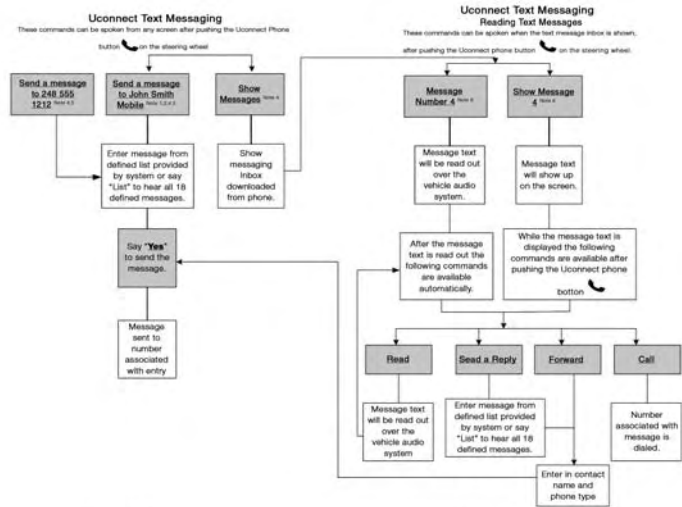 Uconnect Text Messaging
These commands can be spoken from any screen after pushing the Uconnect Phone
button on the steering wheel
Send a message
to 248 555
1212
Send a message
to John Smith
Mobile
Show
Messages
Enter message from
defined list provided
by system or say
"List" to hear all 18
defined messages.
Show
messaging
Inbox
downloaded
from phone.
Say "Yes"
to send the
message.
Message
sent to
number
associated
with entry
Uconnect Text Messaging
Reading Text Messages
These commands can be spoken when the text message inbox is shown,
after pushing the Uconnect phone button on the steering wheel.
Message
Number 4
Show Message
4
Message text
will be read out
over the
vehicle audio
system.
Message text
will show up
on the screen.
After the message
text is read out the
following commands
are available
automatically.
While the message text is
displayed the following
commands are available after
pushing the Uconnect phone
botton
Read
Sead a Reply
Forward
Call
Message text
will be read out
over the
vehicle audio
system
Enter message from
defined list provided
by system or say
"List" to hear all 18
defined messages.
Number
associated with
message is
dialed.
Enter in contact
name and
phone type